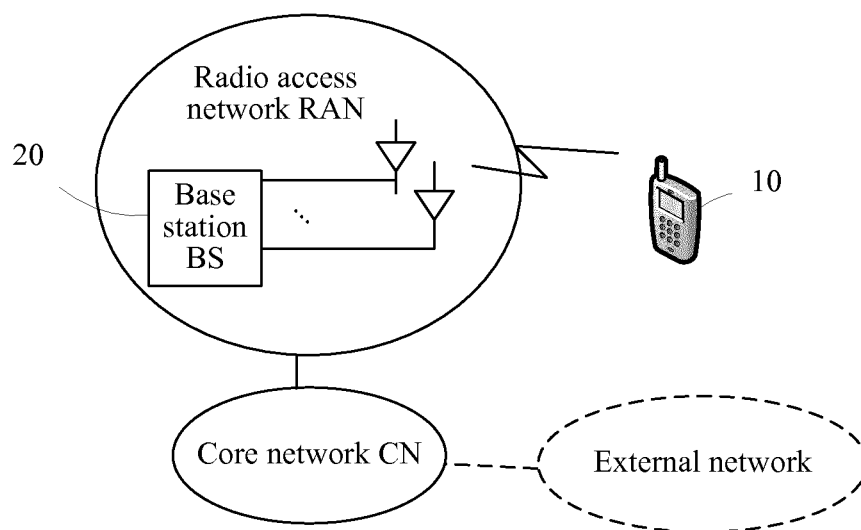 Radio access
network RAN
20
Base
station
BS
10
Core network CN
External network